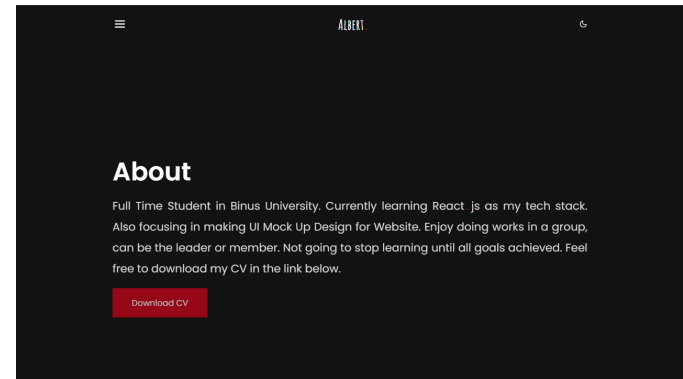 ALBERT.
About
Full Time Student in Binus University. Currently learning React js as my tech stack.
Also focusing in making UI Mock Up Design for Website. Enjoy doing works in a group,
can be the leader or member. Not going to stop learning until all goals achieved. Feel
free to download my CV in the link below.
Download CV